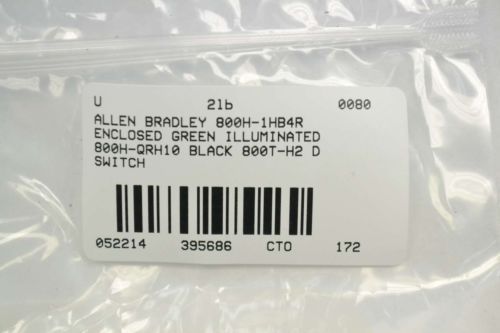 U 21b 0080
ALLEN BRADLEY 800H-1HB4R
ENCLOSED GREEN ILLUMINATED
800H-QRH10 BLACK 800T-H2 D
SWITCH
052214 395686 CTO 172